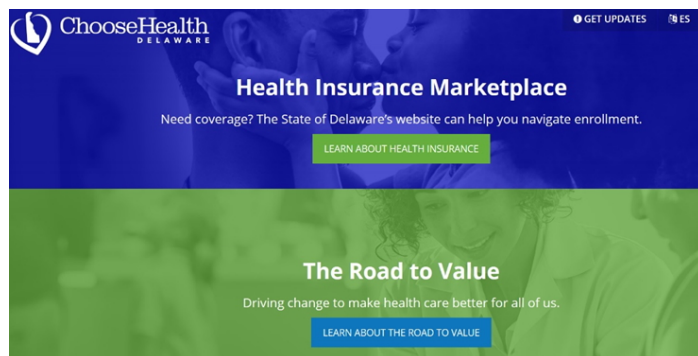 ChooseHealth
DELAWARE
GET UPDATES
ES
Health Insurance Marketplace
Need coverage? The State of Delaware's website can help you navigate enrollment.
LEARN ABOUT HEALTH INSURANCE
The Road to Value
Driving change to make health care better for all of us.
LEARN ABOUT THE ROAD TO VALUE